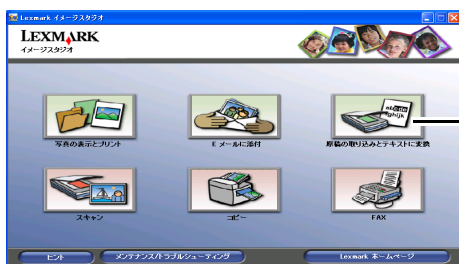 Lexmark イメージスタジオ
LEXMARK
イメージスタジオ
写真の表示とプリント
E メールに添付
原稿の取り込みとテキストに変換
スキャン
コピー
FAX
ヒント
メンテナンス/トラブルシューティング
Lexmark ホームページ
abc de
fghijk